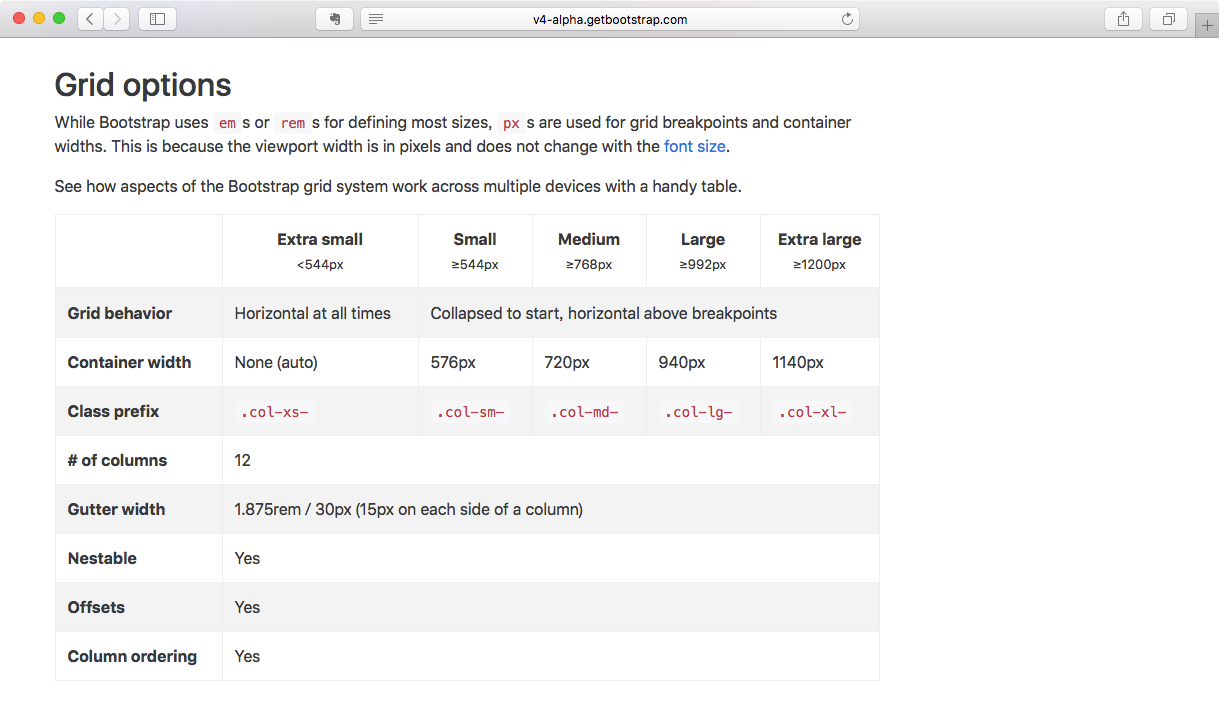 v4-alpha.getbootstrap.com
Grid options
While Bootstrap uses em s or rem s for defining most sizes, px s are used for grid breakpoints and container
widths. This is because the viewport width is in pixels and does not change with the font size.
See how aspects of the Bootstrap grid system work across multiple devices with a handy table.
Extra small Small Medium Large Extra large
<544px ≥544px ≥768px ≥992px ≥1200px
Grid behavior Horizontal at all times Collapsed to start, horizontal above breakpoints
Container width None (auto) 576px 720px 940px 1140px
Class prefix .col-xs- .col-sm- .col-md- .col-lg- .col-xl-
# of columns 12
Gutter width 1.875rem / 30px (15px on each side of a column)
Nestable Yes
Offsets Yes
Column ordering Yes